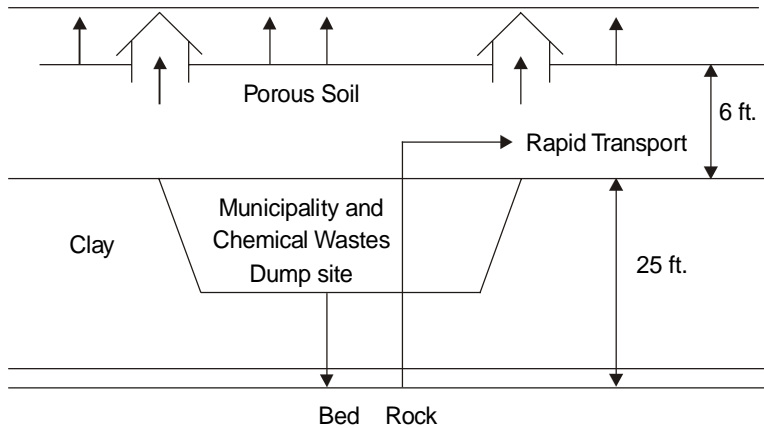 Porous Soil
6 ft.
Rapid Transport
Municipality and
Chemical Wastes
Dump site
Clay
25 ft.
Bed Rock